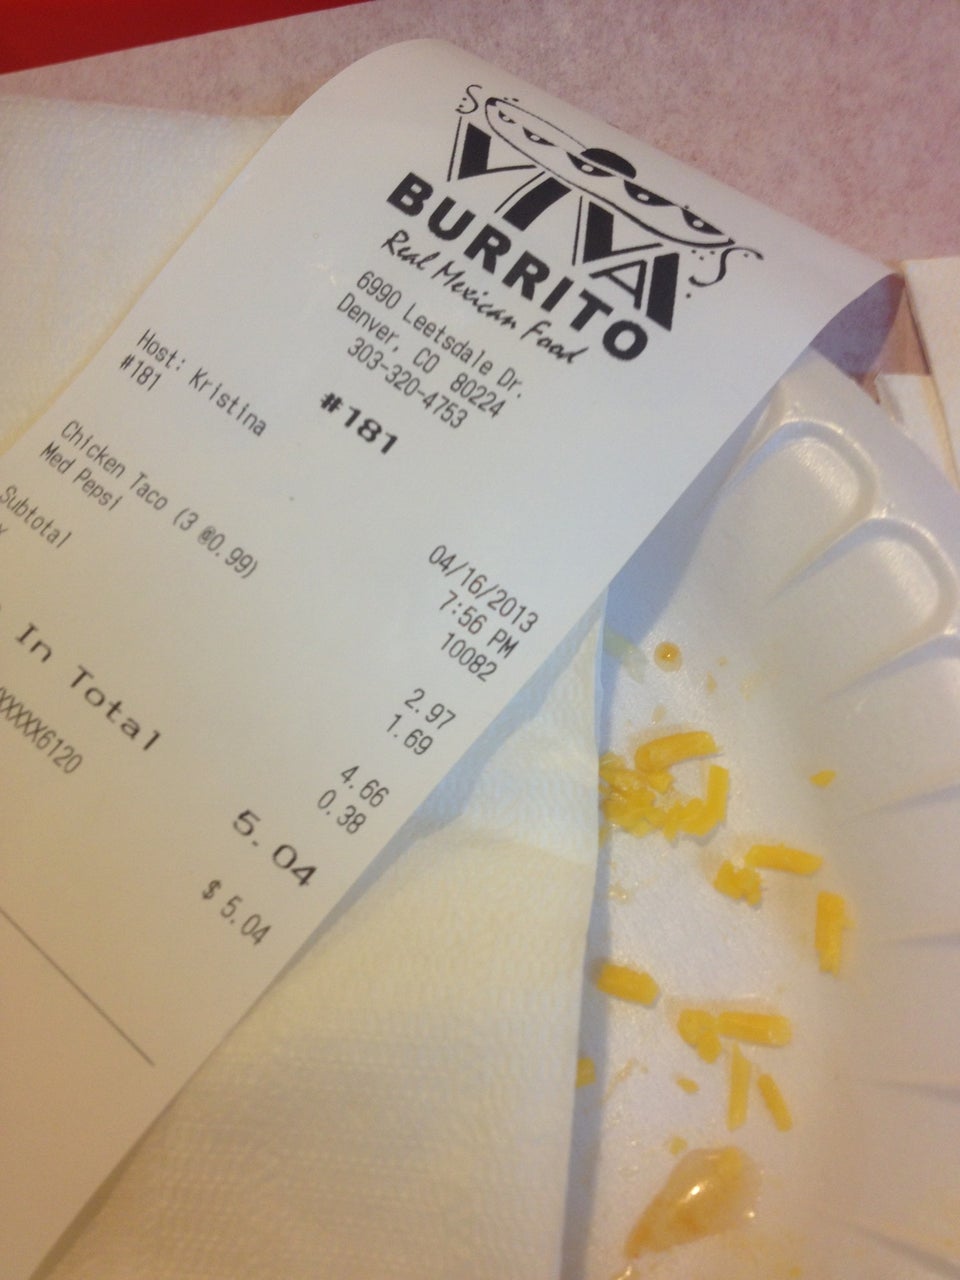 VIVA
BURRITO
Real Mexican Food
6990 Leetsdale Dr.
Denver, CO 80224
303-320-4753
#181
Host: Kristina
#181
04/16/2013
7:56 PM
10082
Chicken Taco (3 @0.99) 2.97
Med Pepsi 1.69
Subtotal 4.66
0.38
In Total 5.04
XXXXX6120 $ 5.04